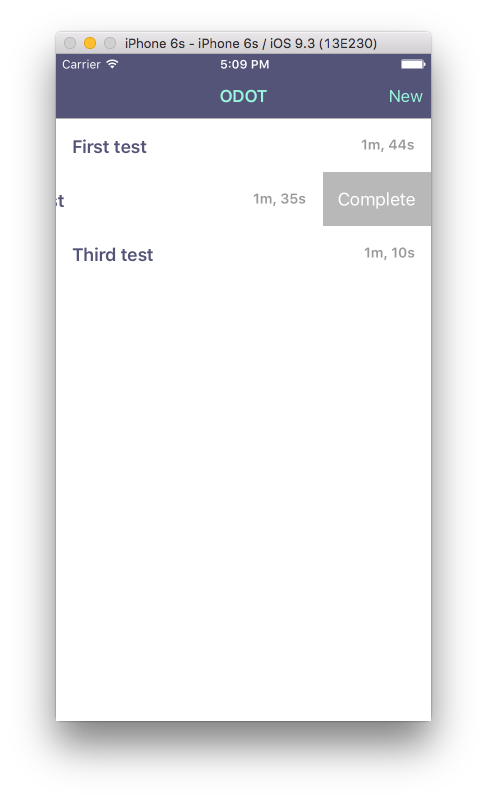 iPhone 6s - iPhone 6s / iOS 9.3 (13E230)
Carrier 5:09 PM
ODOT New
First test 1m, 44s
st 1m, 35s Complete
Third test 1m, 10s